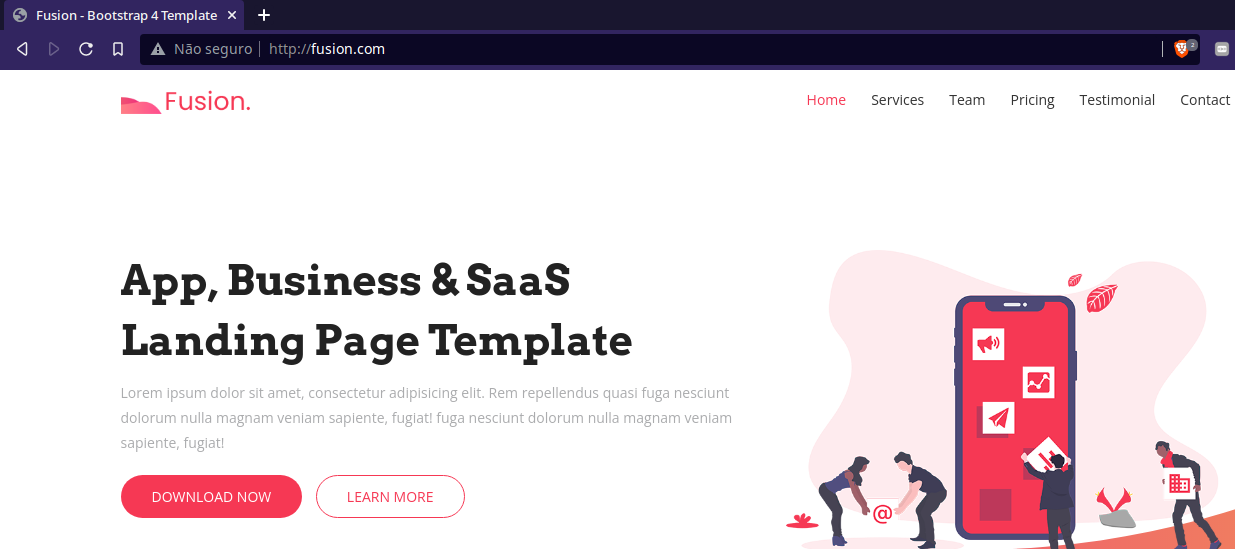 Fusion - Bootstrap 4 Template
Não seguro
http://fusion.com
2
Fusion.
Home Services Team Pricing Testimonial Contact
App, Business & SaaS
Landing Page Template
Lorem ipsum dolor sit amet, consectetur adipisicing elit. Rem repellendus quasi fuga nesciunt
dolorum nulla magnam veniam sapiente, fugiat! fuga nesciunt dolorum nulla magnam veniam
sapiente, fugiat!
DOWNLOAD NOW LEARN MORE
@